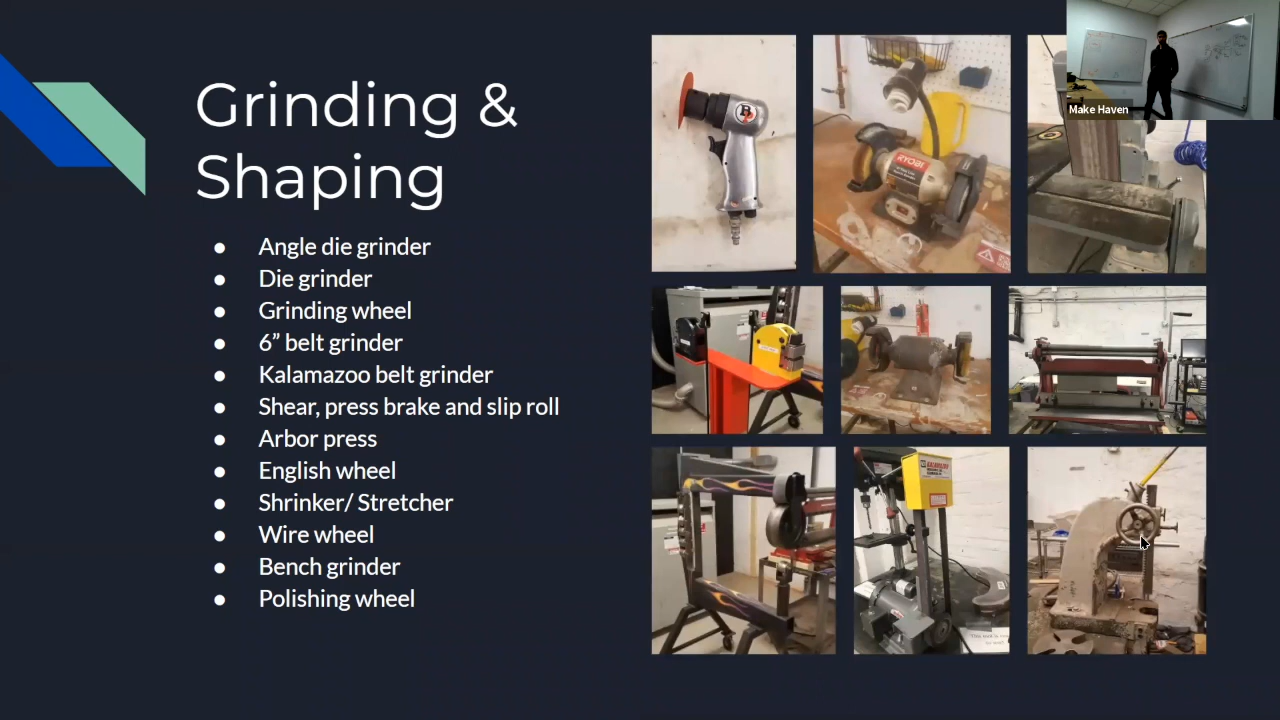 Grinding &
Shaping
● Angle die grinder
● Die grinder
● Grinding wheel
● 6” belt grinder
● Kalamazoo belt grinder
● Shear, press brake and slip roll
● Arbor press
● English wheel
● Shrinker/ Stretcher
● Wire wheel
● Bench grinder
● Polishing wheel
RYOBI
Make Haven